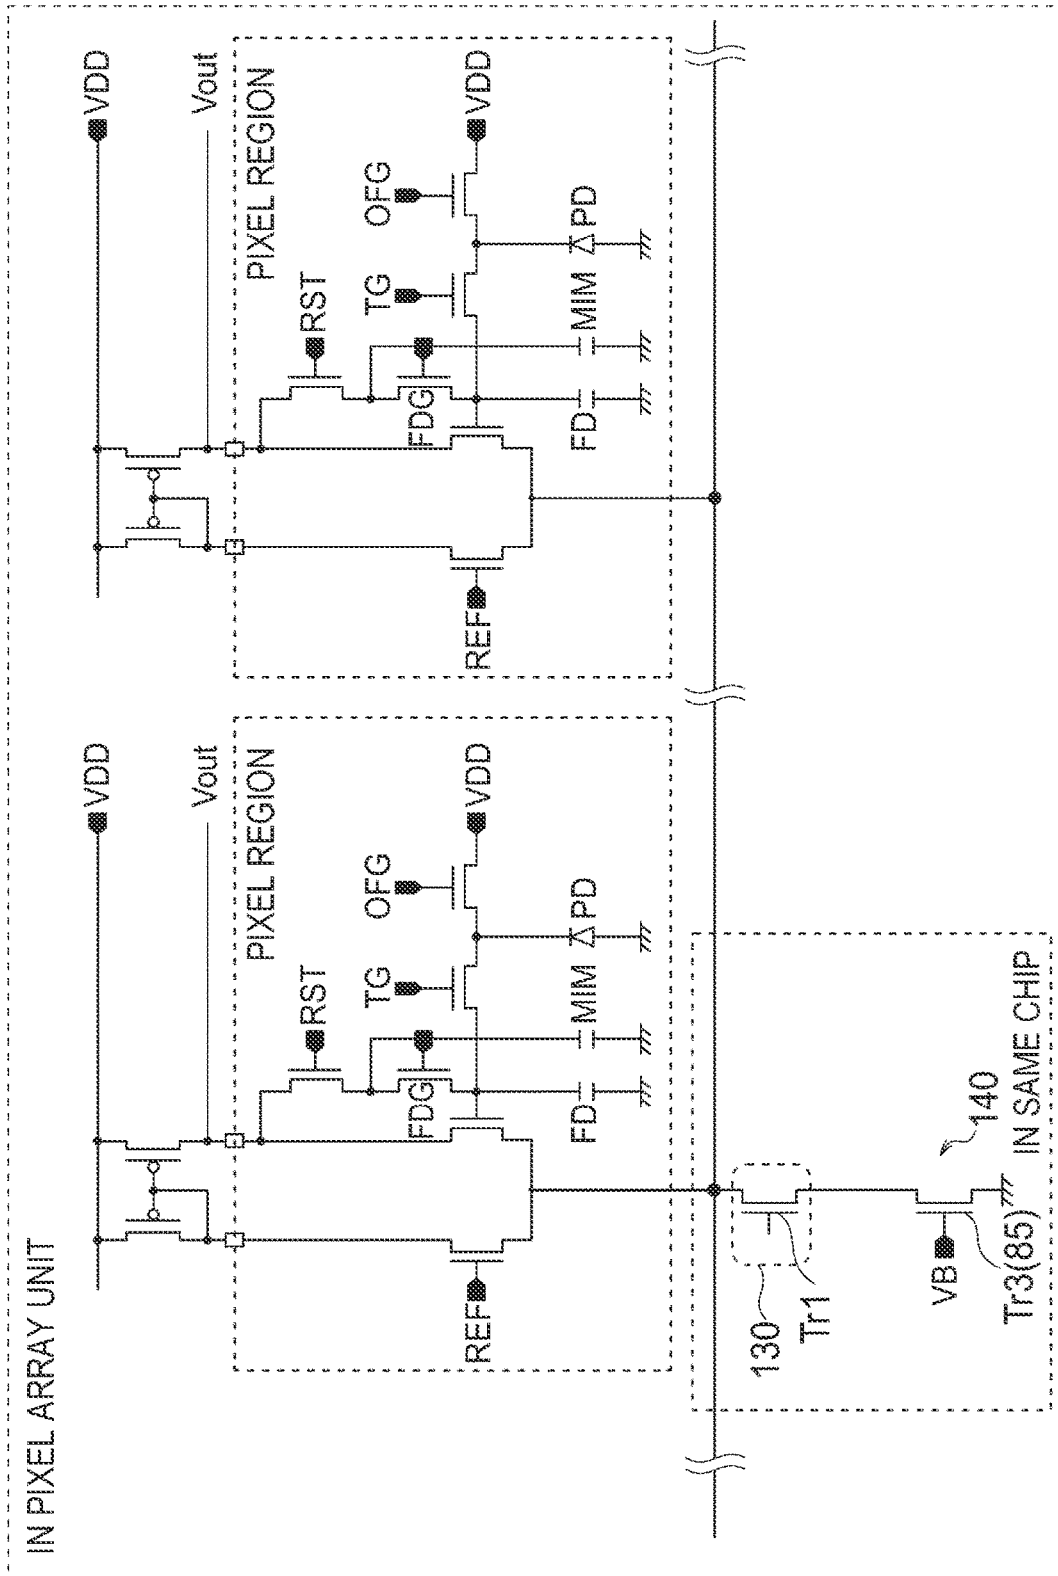 IN PIXEL ARRAY UNIT
VDD
Vout
PIXEL REGION
RST
TG
OFG
FDG
VDD
REF
FD
MIM
PD
VDD
Vout
PIXEL REGION
RST
TG
OFG
FDG
VDD
REF
FD
MIM
PD
130
Tr1
VB
Tr3(85)
140
IN SAME CHIP